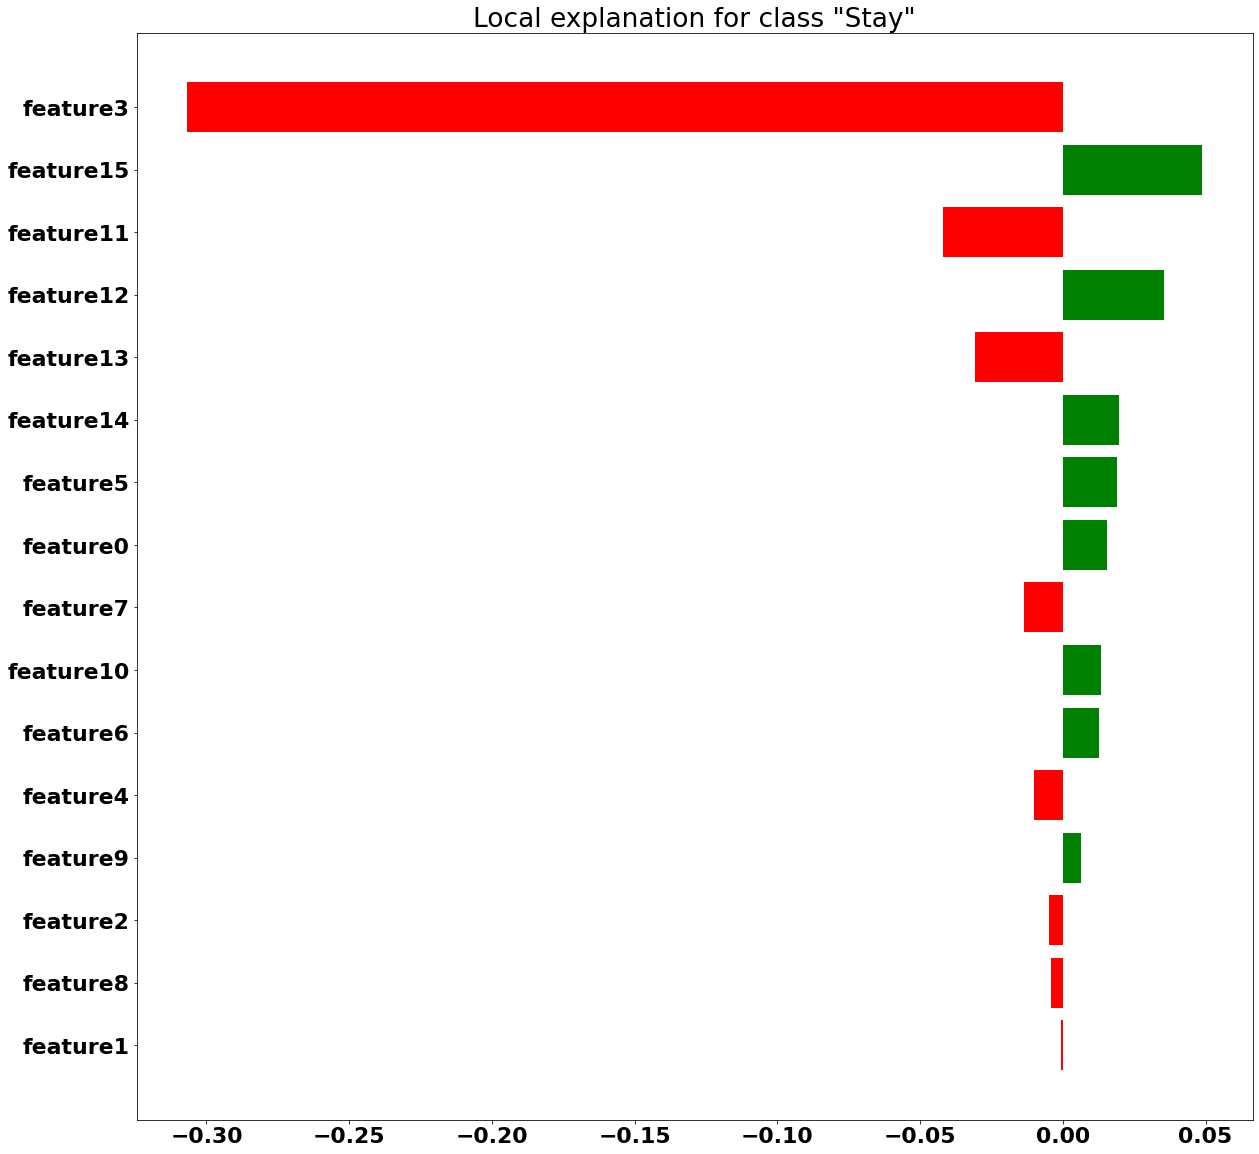 Local explanation for class "Stay"
feature3
feature15
feature11
feature12
feature13
feature14
feature5
feature0
feature7
feature10
feature6
feature4
feature9
feature2
feature8
feature1
−0.30 −0.25 −0.20 −0.15 −0.10 −0.05 0.00 0.05